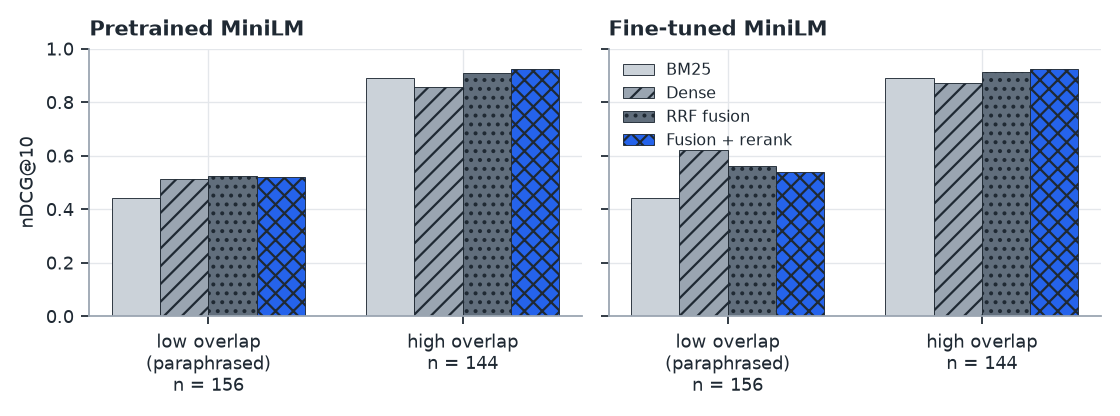 Pretrained MiniLM
Fine-tuned MiniLM
nDCG@10
1.0
0.8
0.6
0.4
0.2
0.0
BM25
Dense
RRF fusion
Fusion + rerank
low overlap
(paraphrased)
n = 156
high overlap
n = 144
low overlap
(paraphrased)
n = 156
high overlap
n = 144